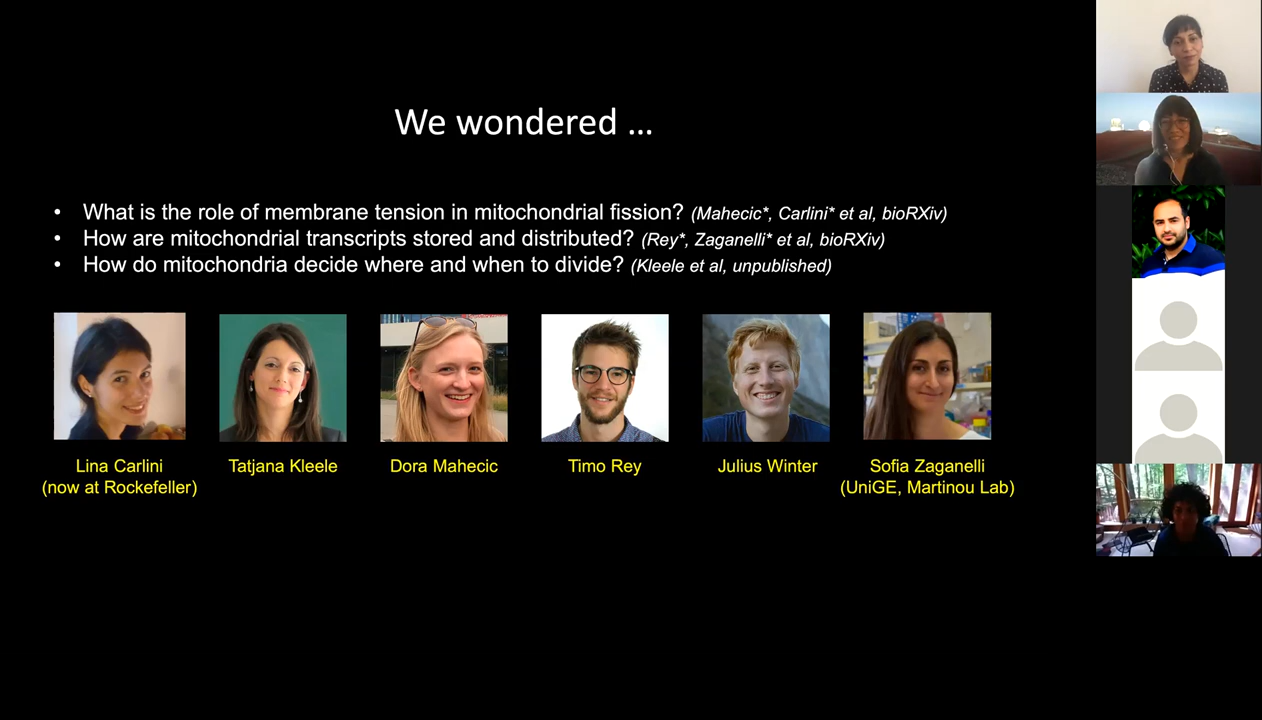 We wondered …
• What is the role of membrane tension in mitochondrial fission? (Mahecic*, Carlini* et al, bioRXiv)
• How are mitochondrial transcripts stored and distributed? (Rey*, Zaganelli* et al, bioRXiv)
• How do mitochondria decide where and when to divide? (Kleele et al, unpublished)
Lina Carlini
(now at Rockefeller)
Tatjana Kleele
Dora Mahecic
Timo Rey
Julius Winter
Sofia Zaganelli
(UniGE, Martinou Lab)